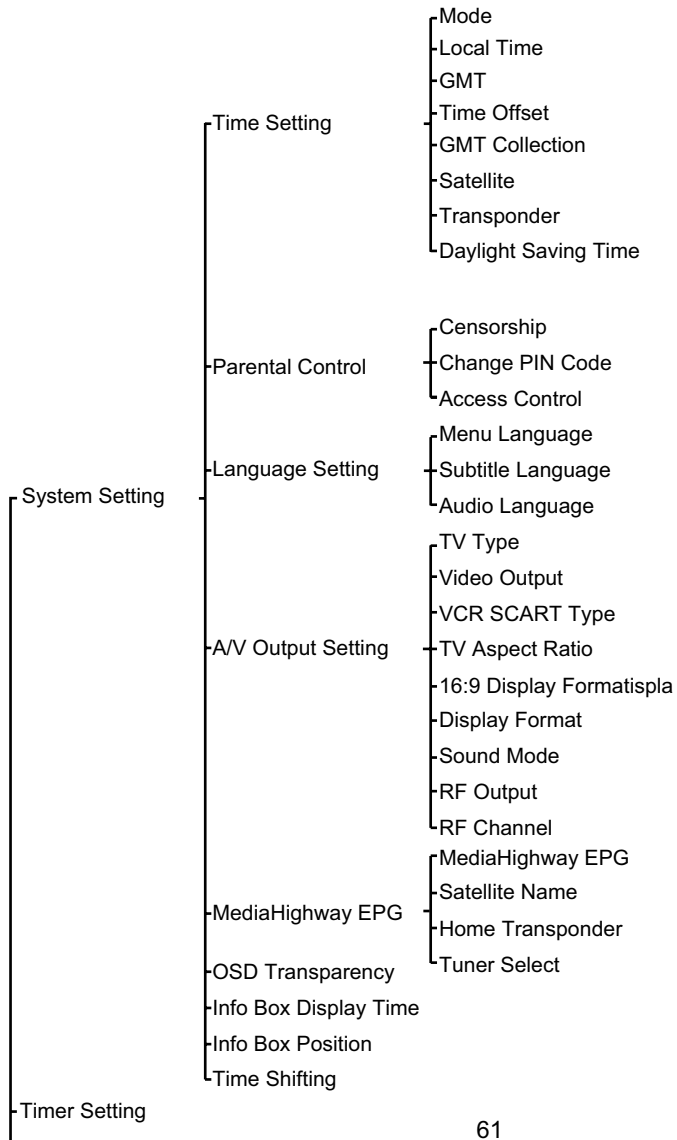 Mode
Local Time
GMT
Time Setting
Time Offset
GMT Collection
Satellite
Transponder
Daylight Saving Time
Censorship
Parental Control
Change PIN Code
Access Control
Menu Language
Language Setting
Subtitle Language
System Setting
Audio Language
TV Type
Video Output
VCR SCART Type
A/V Output Setting
TV Aspect Ratio
16:9 Display Formatispla
Display Format
Sound Mode
RF Output
RF Channel
MediaHighway EPG
Satellite Name
MediaHighway EPG
Home Transponder
Tuner Select
OSD Transparency
Info Box Display Time
Info Box Position
Time Shifting
Timer Setting
61